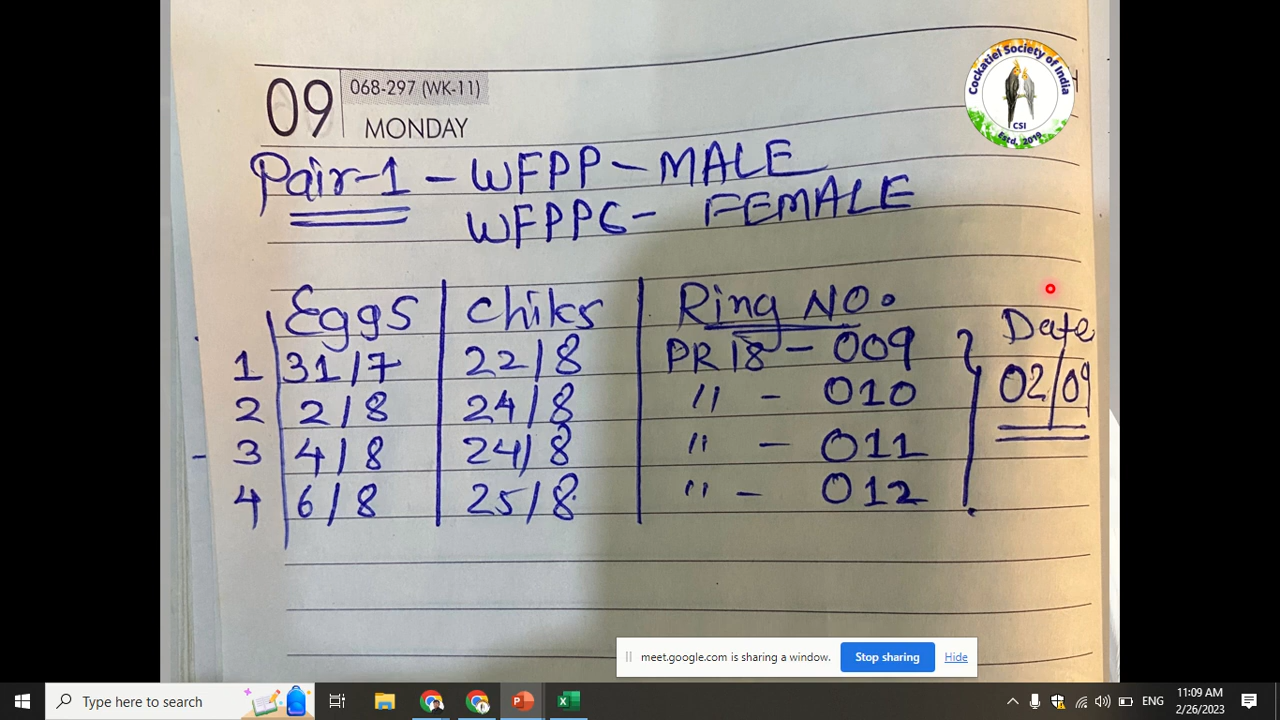 09 068-297 (WK-11)
MONDAY
Cockatiel Society of India
CSI
Estd, 2019
Pair-1 - WFPP - MALE
WFPPC - FEMALE
Eggs Chiks Ring NO. Date
1 31/7 22/8 PR18 - 009 02/09
2 2/8 24/8 " - 010
3 4/8 24/8 " - 011
4 6/8 25/8 " - 012
meet.google.com is sharing a window. Stop sharing Hide
Type here to search ENG 11:09 AM
2/26/2023